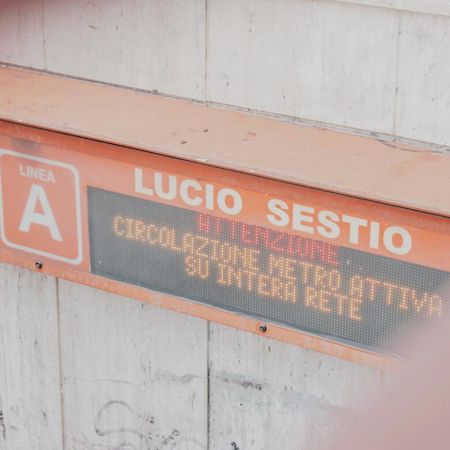 LINEA
A
LUCIO SESTIO
ATTENZIONE
CIRCOLAZIONE METRO ATTIVA
SU INTERA RETE